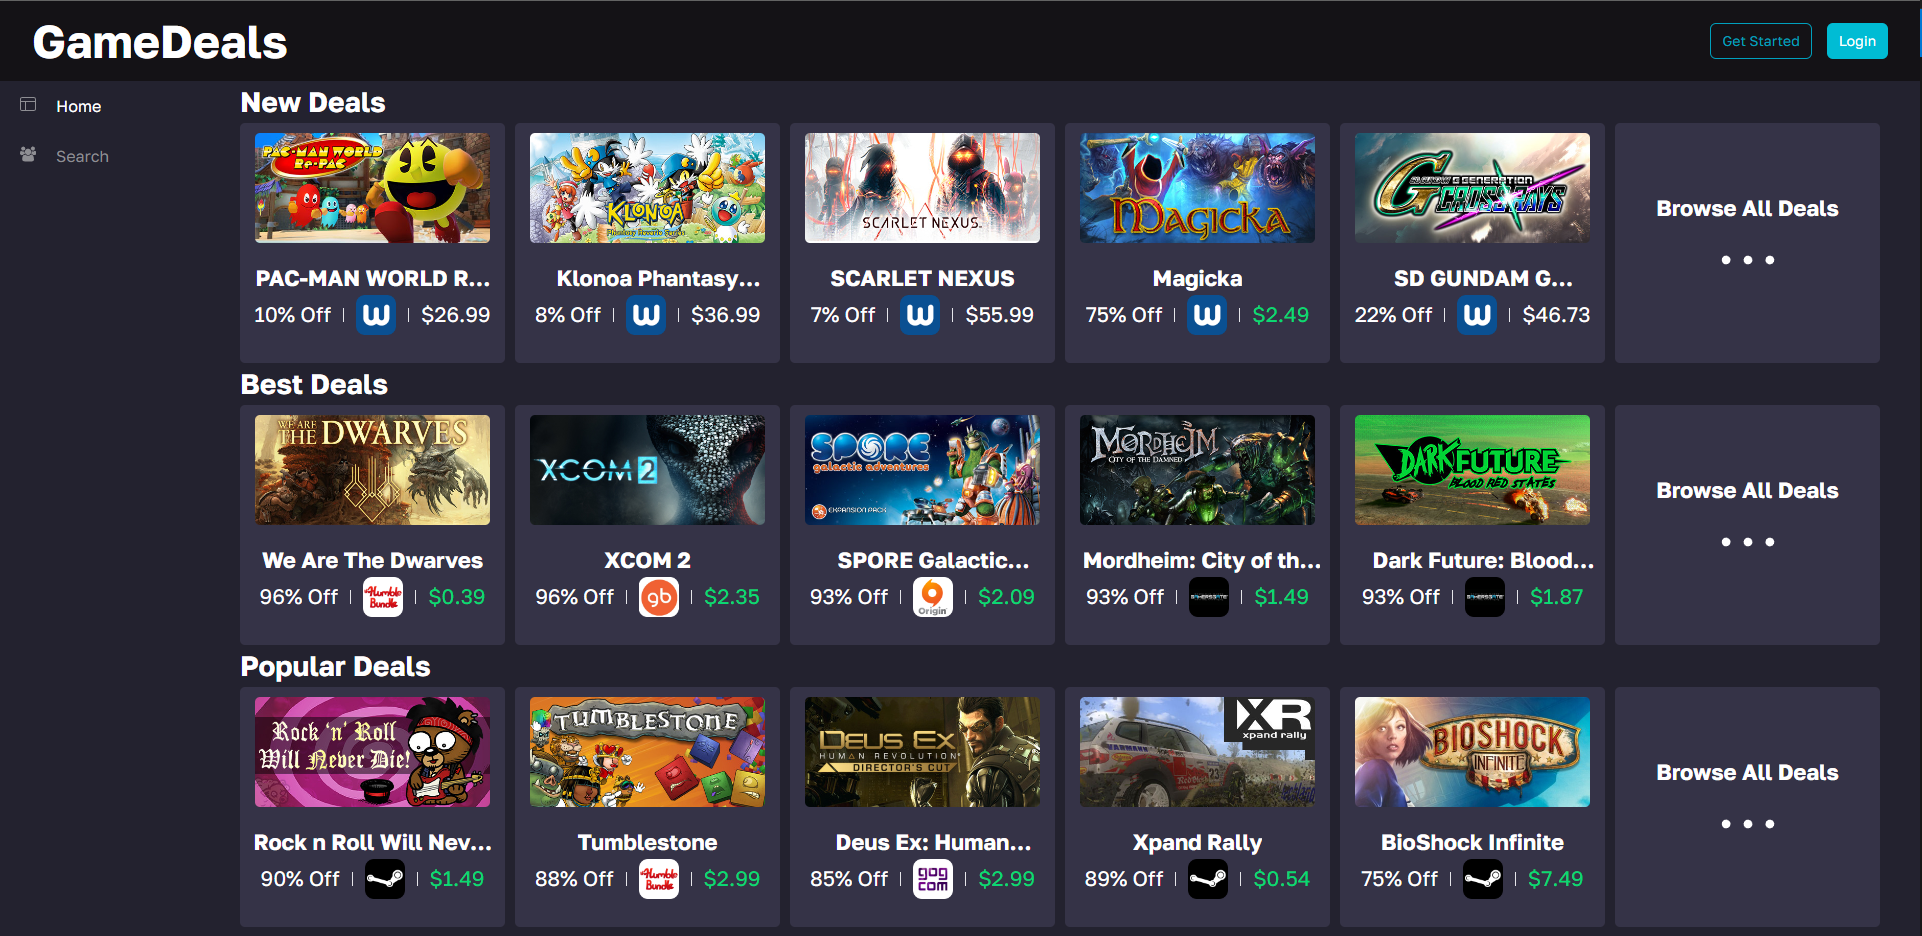 GameDeals
Get Started
Login
Home
Search
New Deals
PAC-MAN WORLD
Re-PAC
KLONOA
Phantasy Reverie Series
SCARLET NEXUS
MAGICKA
SD GUNDAM G GENERATION
CROSS RAYS
PAC-MAN WORLD R...
Klonoa Phantasy...
SCARLET NEXUS
Magicka
SD GUNDAM G...
10% Off | W | $26.99
8% Off | W | $36.99
7% Off | W | $55.99
75% Off | W | $2.49
22% Off | W | $46.73
Browse All Deals
Best Deals
WE ARE
THE DWARVES
XCOM 2
SPORE
galactic adventures
EXPANSION PACK
MORDHEIM
CITY OF THE DAMNED
DARK FUTURE
BLOOD RED STATES
We Are The Dwarves
XCOM 2
SPORE Galactic...
Mordheim: City of th...
Dark Future: Blood...
96% Off | Humble Bundle | $0.39
96% Off | gb | $2.35
93% Off | Origin | $2.09
93% Off | GAMERSGATE | $1.49
93% Off | GAMERSGATE | $1.87
Browse All Deals
Popular Deals
Rock 'n' Roll
Will Never Die!
TUMBLESTONE
DEUS EX
HUMAN REVOLUTION
DIRECTOR'S CUT
XR
xpand rally
BIOSHOCK
INFINITE
Rock n Roll Will Nev...
Tumblestone
Deus Ex: Human...
Xpand Rally
BioShock Infinite
90% Off | $1.49
88% Off | Humble Bundle | $2.99
85% Off | gog com | $2.99
89% Off | $0.54
75% Off | $7.49
Browse All Deals